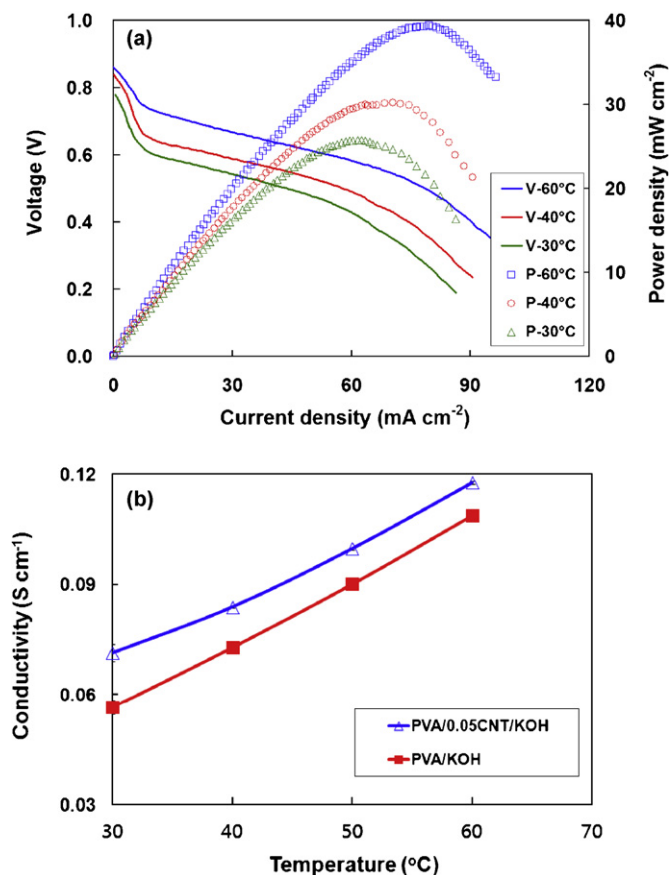 (a)
1.0
0.8
0.6
0.4
0.2
0.0
Voltage (V)
40
30
20
10
0
Power density (mW cm⁻²)
V-60°C
V-40°C
V-30°C
P-60°C
P-40°C
P-30°C
0 30 60 90 120
Current density (mA cm⁻²)
(b)
0.12
0.09
0.06
0.03
Conductivity (S cm⁻¹)
PVA/0.05CNT/KOH
PVA/KOH
30 40 50 60 70
Temperature (°C)